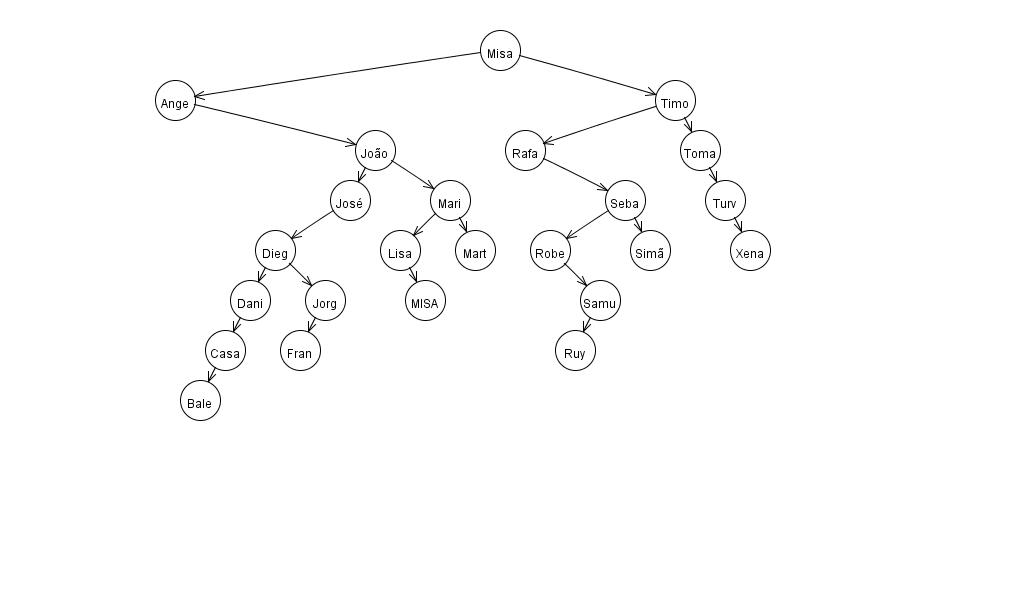 Misa
Ange
Timo
João
Rafa
Toma
José
Mari
Seba
Turv
Dieg
Lisa
Mart
Robe
Simã
Xena
Dani
Jorg
MISA
Samu
Casa
Fran
Ruy
Bale